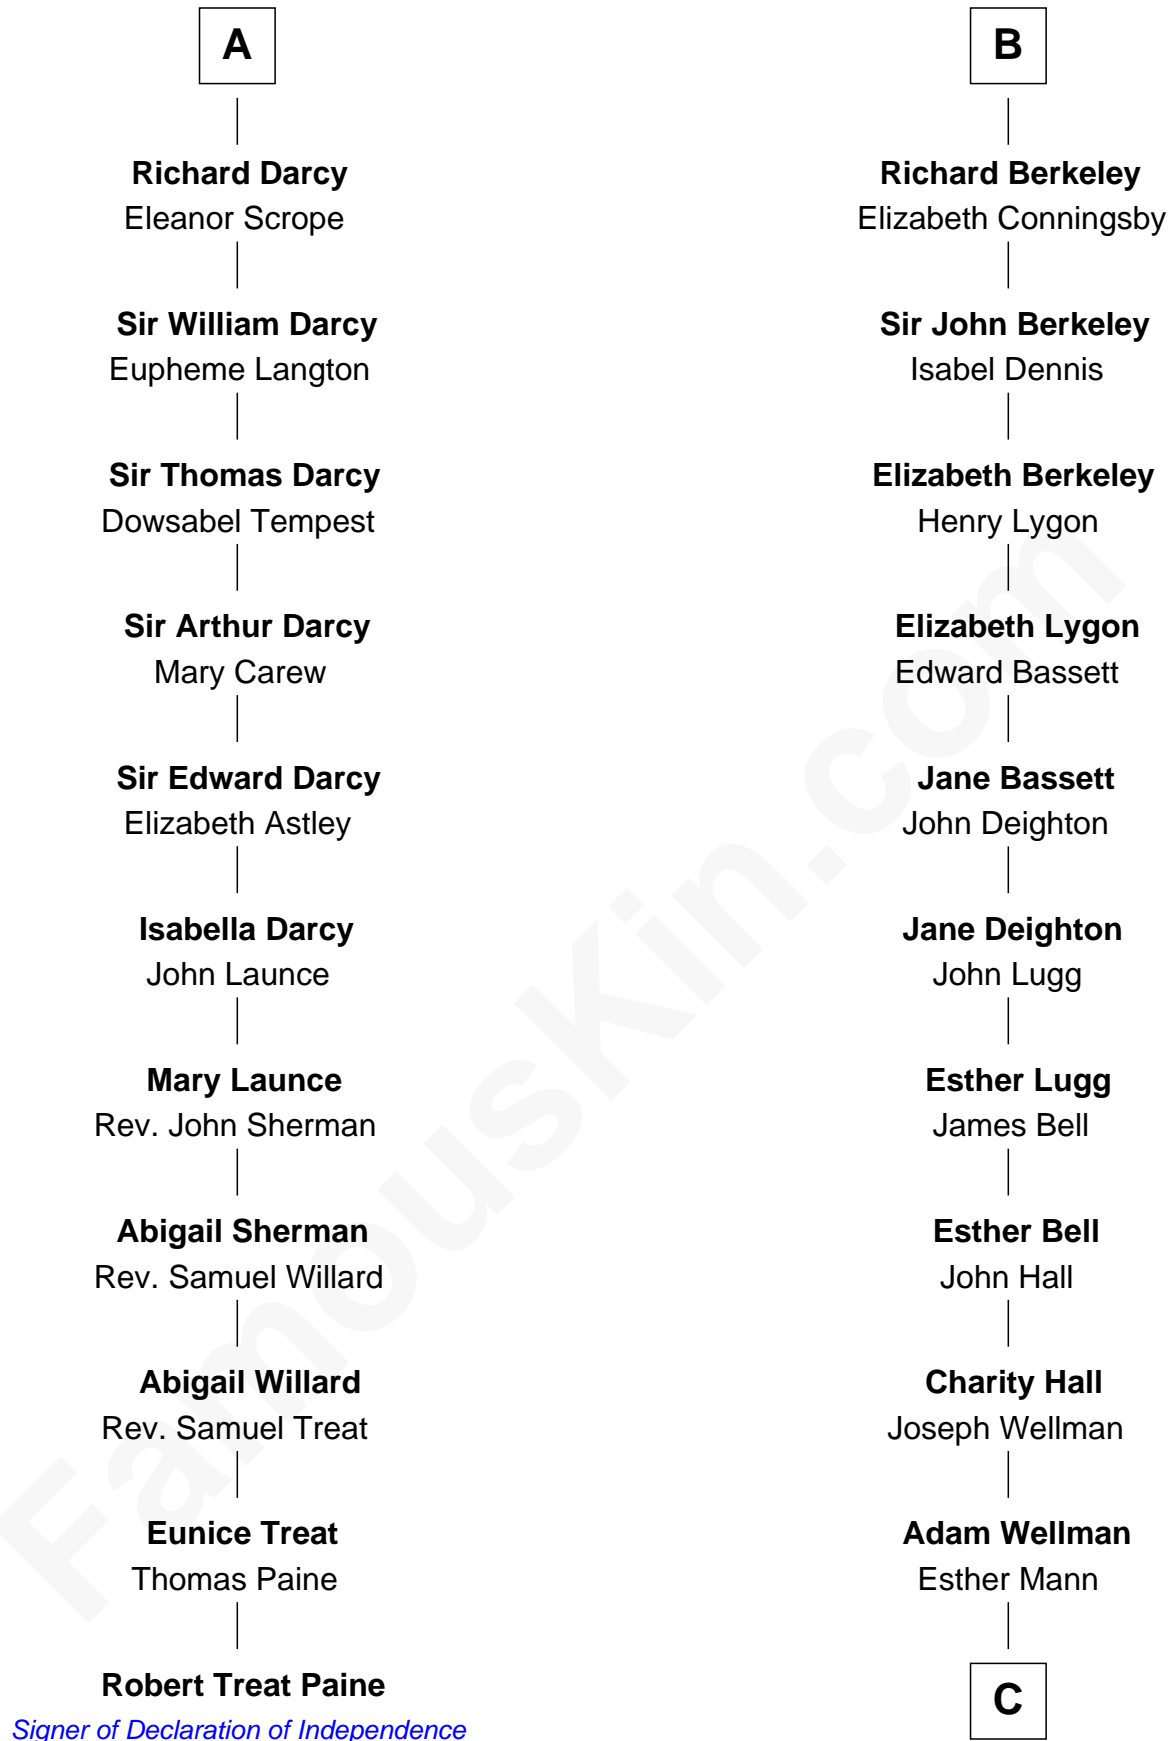 A
Richard Darcy
Eleanor Scrope
Sir William Darcy
Eupheme Langton
Sir Thomas Darcy
Dowsabel Tempest
Sir Arthur Darcy
Mary Carew
Sir Edward Darcy
Elizabeth Astley
Isabella Darcy
John Launce
Mary Launce
Rev. John Sherman
Abigail Sherman
Rev. Samuel Willard
Abigail Willard
Rev. Samuel Treat
Eunice Treat
Thomas Paine
Robert Treat Paine
Signer of Declaration of Independence
B
Richard Berkeley
Elizabeth Conningsby
Sir John Berkeley
Isabel Dennis
Elizabeth Berkeley
Henry Lygon
Elizabeth Lygon
Edward Bassett
Jane Bassett
John Deighton
Jane Deighton
John Lugg
Esther Lugg
James Bell
Esther Bell
John Hall
Charity Hall
Joseph Wellman
Adam Wellman
Esther Mann
C
FamousKin.com